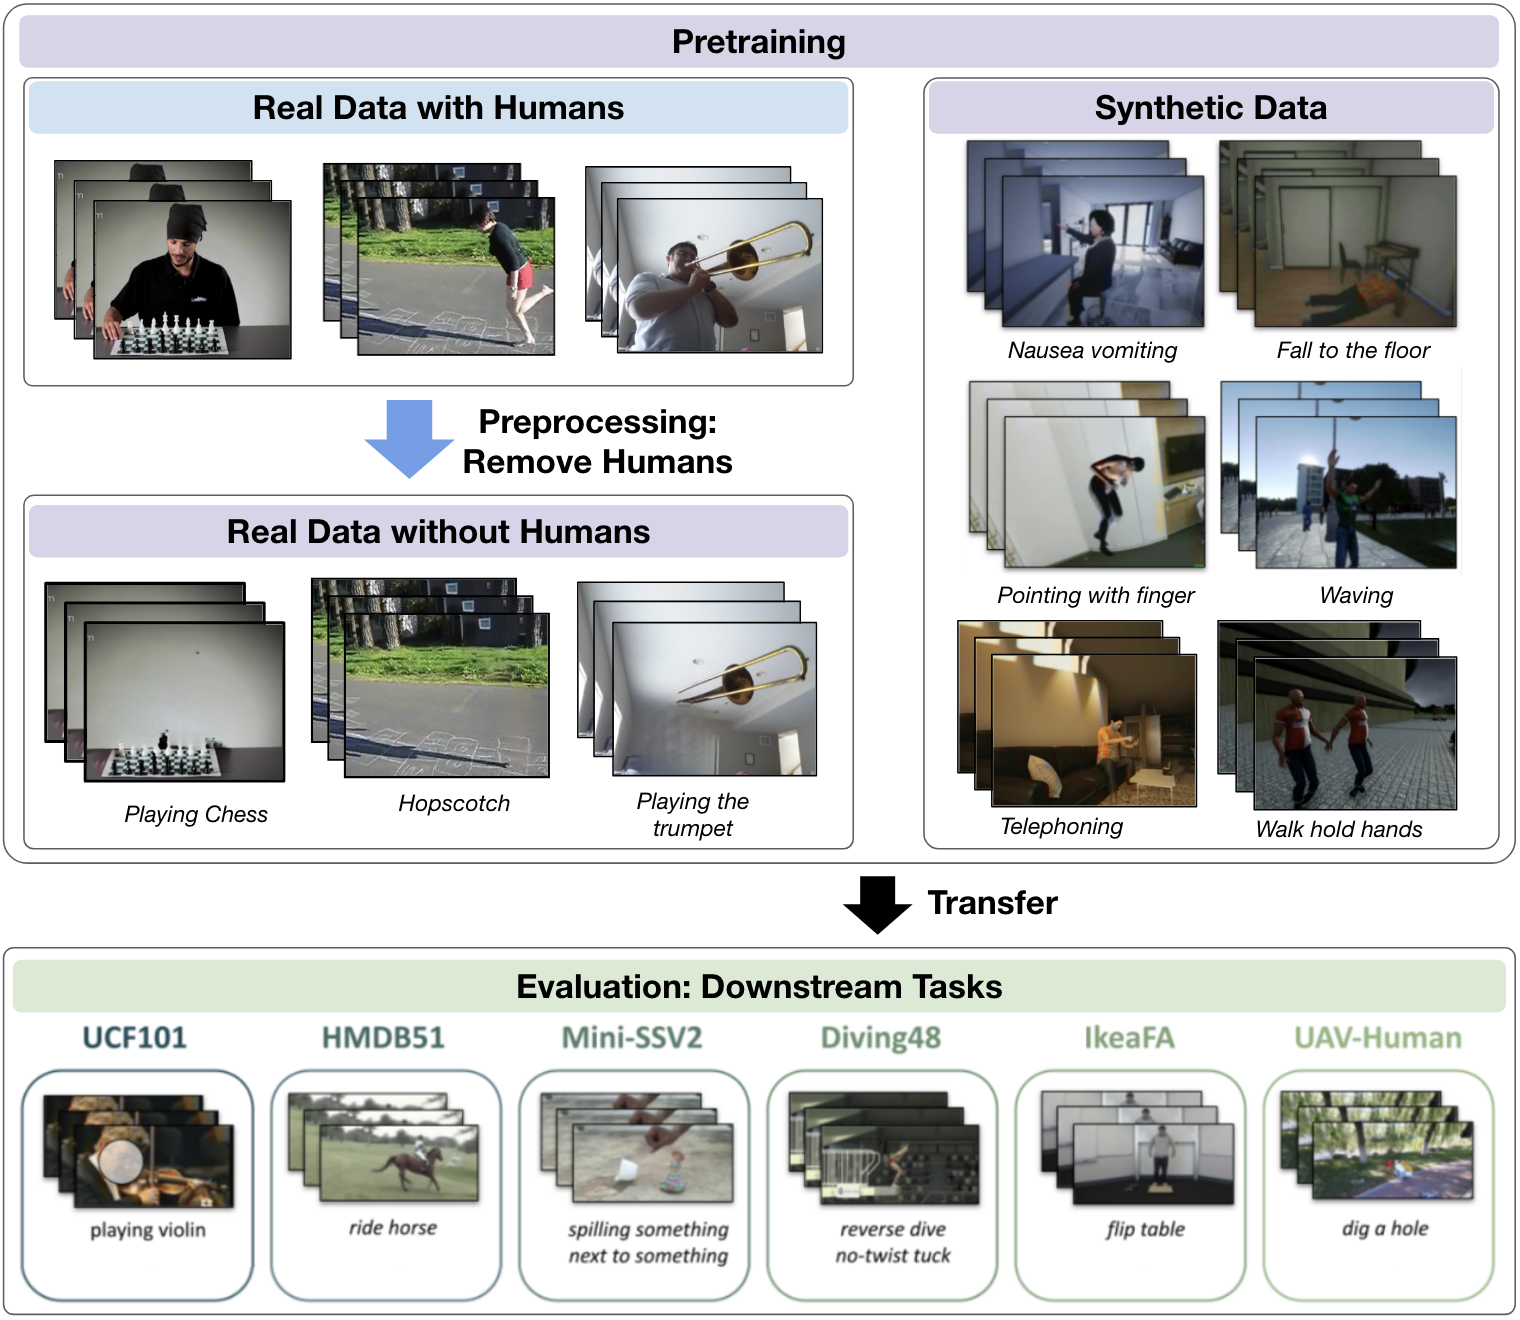 Pretraining
Real Data with Humans
Preprocessing:
Remove Humans
Real Data without Humans
Playing Chess
Hopscotch
Playing the
trumpet
Synthetic Data
Nausea vomiting
Fall to the floor
Pointing with finger
Waving
Telephoning
Walk hold hands
Transfer
Evaluation: Downstream Tasks
UCF101
HMDB51
Mini-SSV2
Diving48
IkeaFA
UAV-Human
playing violin
ride horse
spilling something
next to something
reverse dive
no-twist tuck
flip table
dig a hole